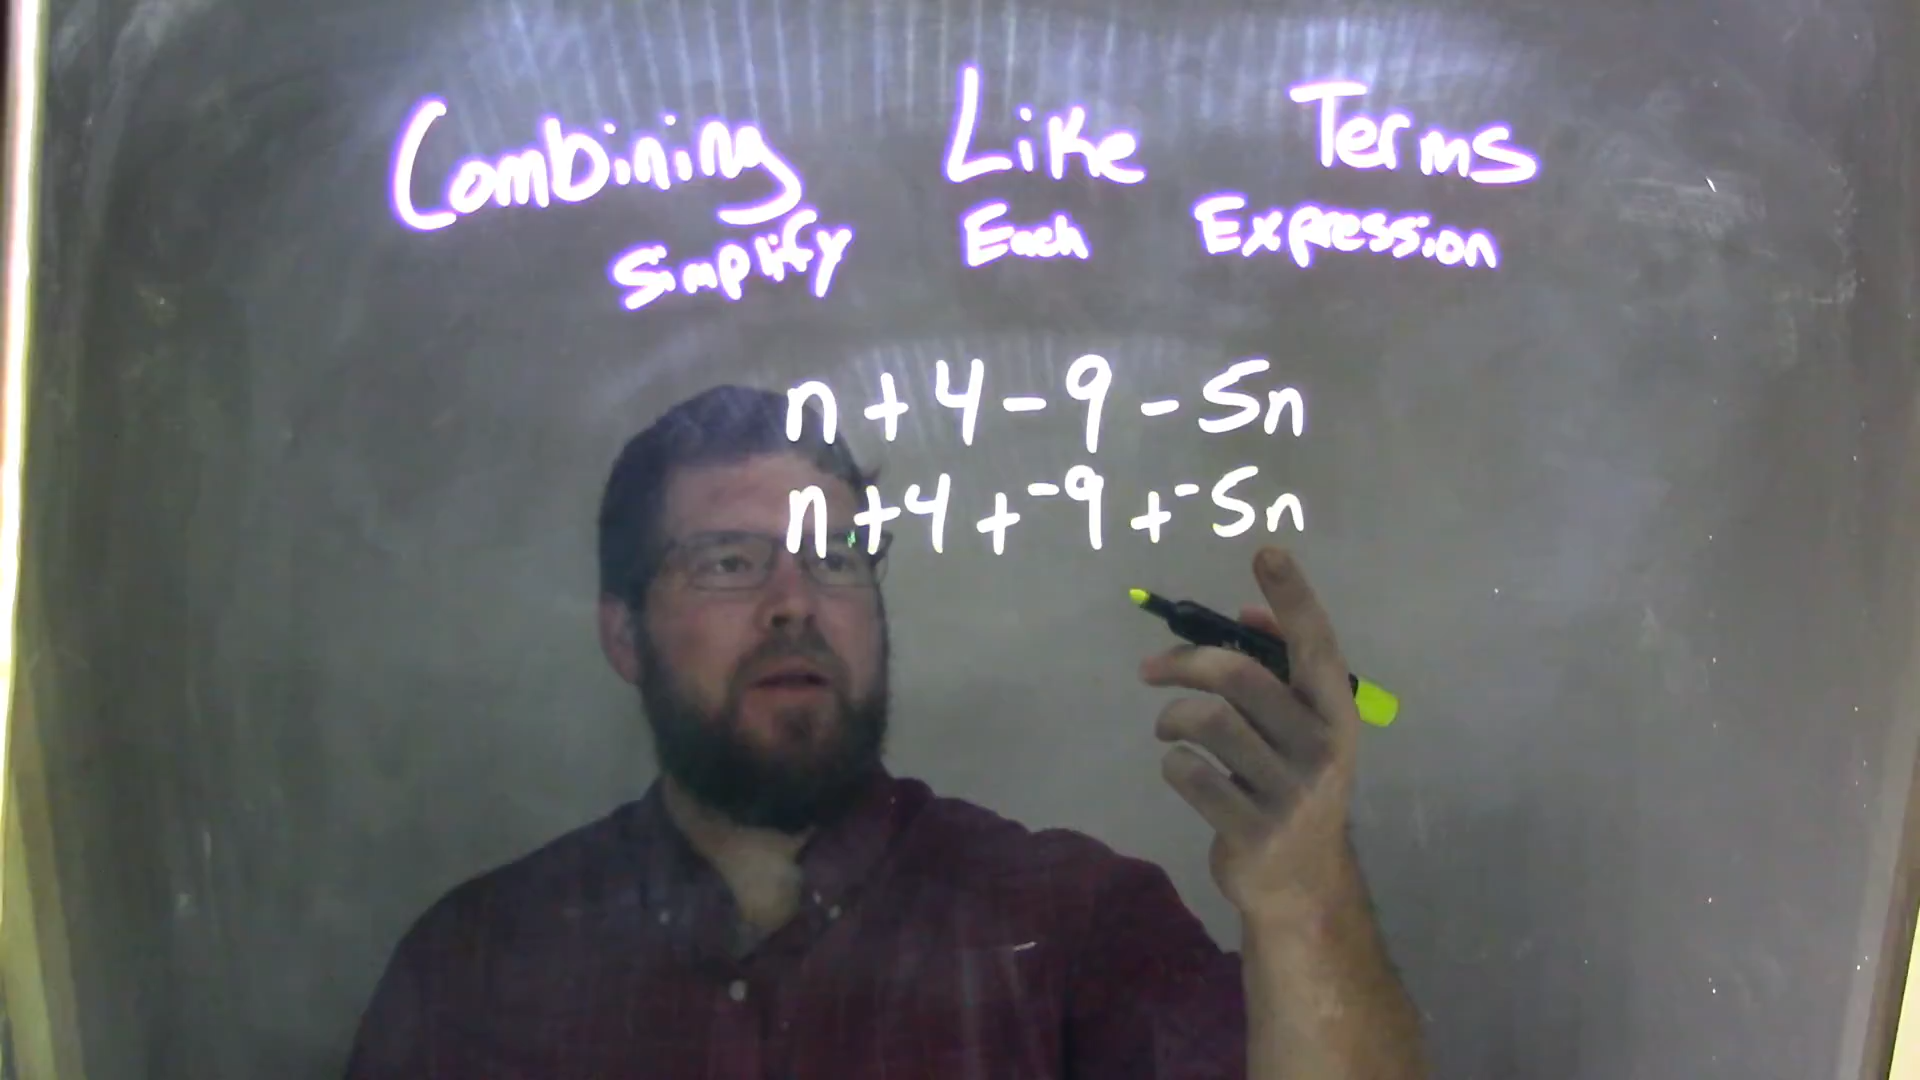 Combining Like Terms
Simplify Each Expression
n + 4 - 9 - 5n
n + 4 + -9 + -5n